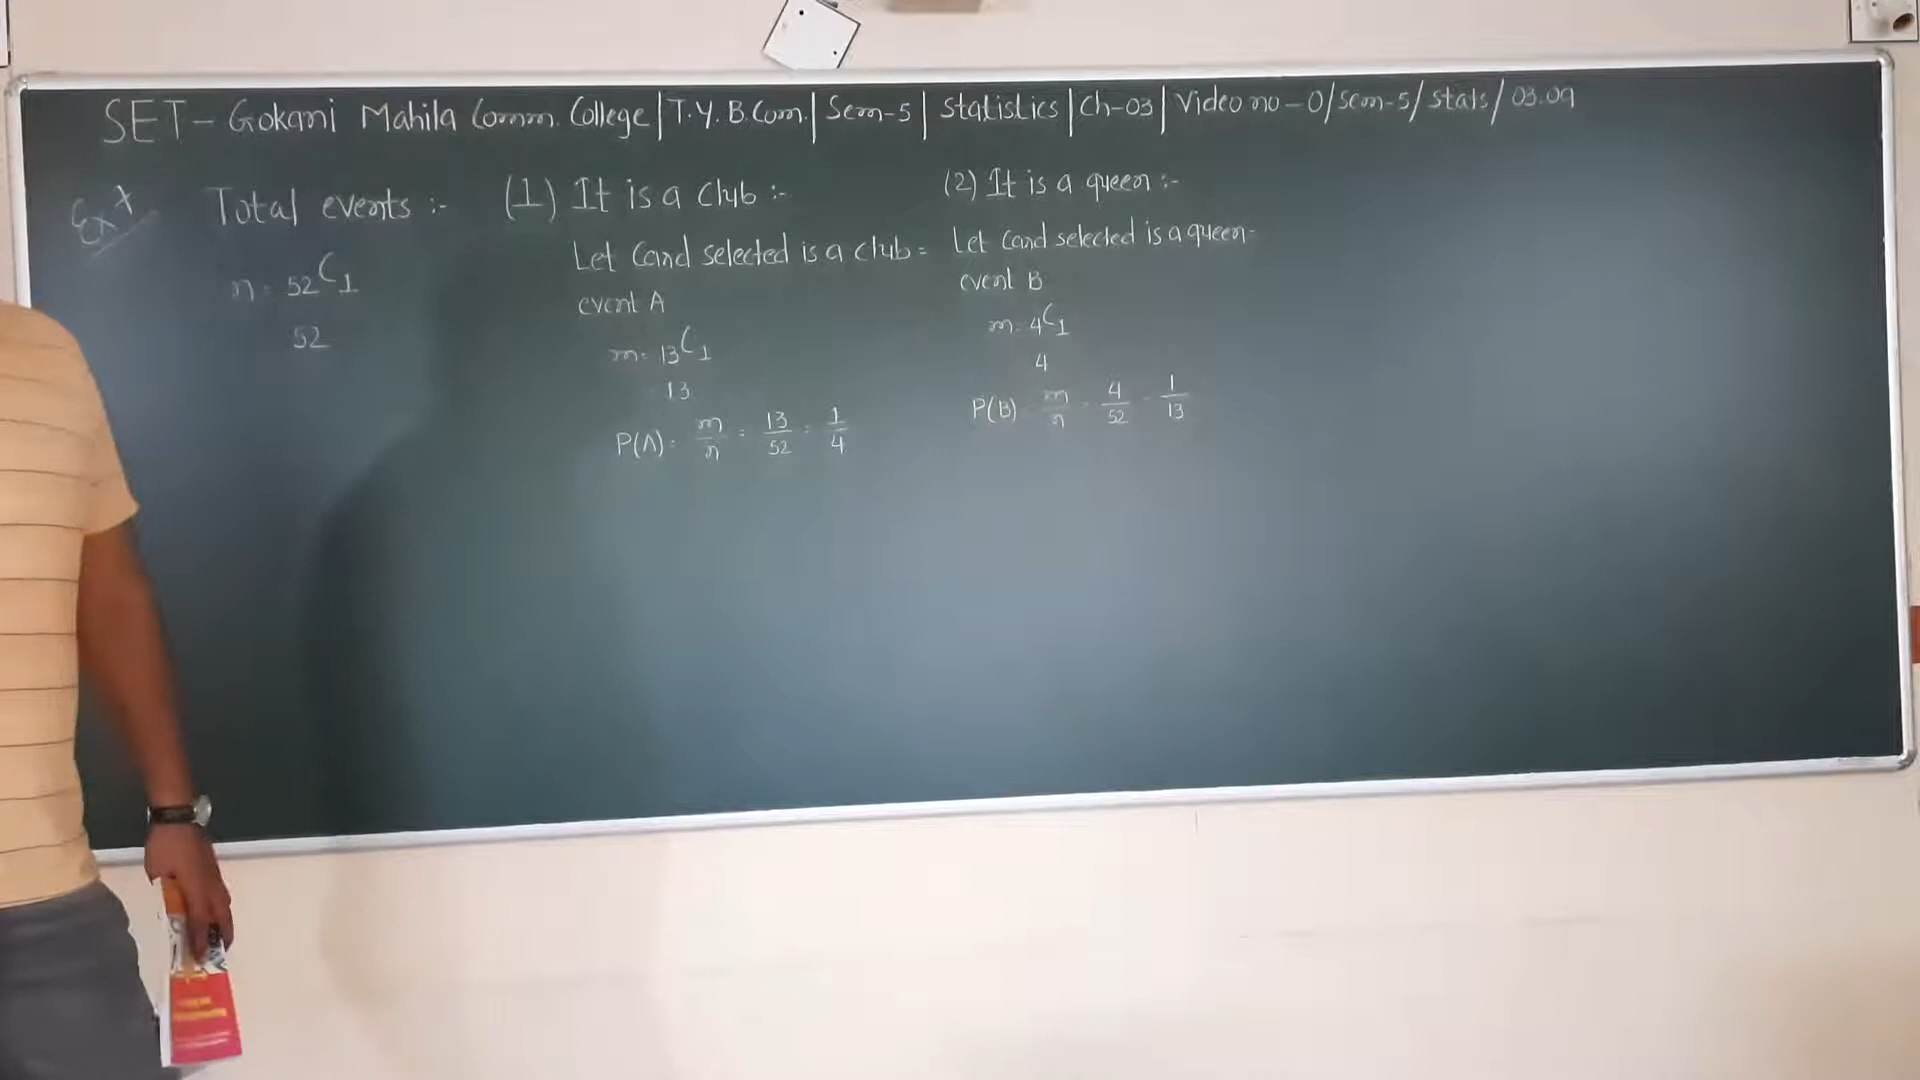 SET - Gokani Mahila Comm. College | T.Y. B.Com. | Sem-5 | Statistics | Ch-03 | Video no - 0/Sem-5/Stats/03.09
Ex
Total events :-
n = 52C1
52
(1) It is a club :-
Let Card selected is a club =
event A
m = 13C1
13
P(A) = m/n = 13/52 = 1/4
(2) It is a queen :-
Let Card selected is a queen -
event B
m = 4C1
4
P(B) = m/n = 4/52 = 1/13